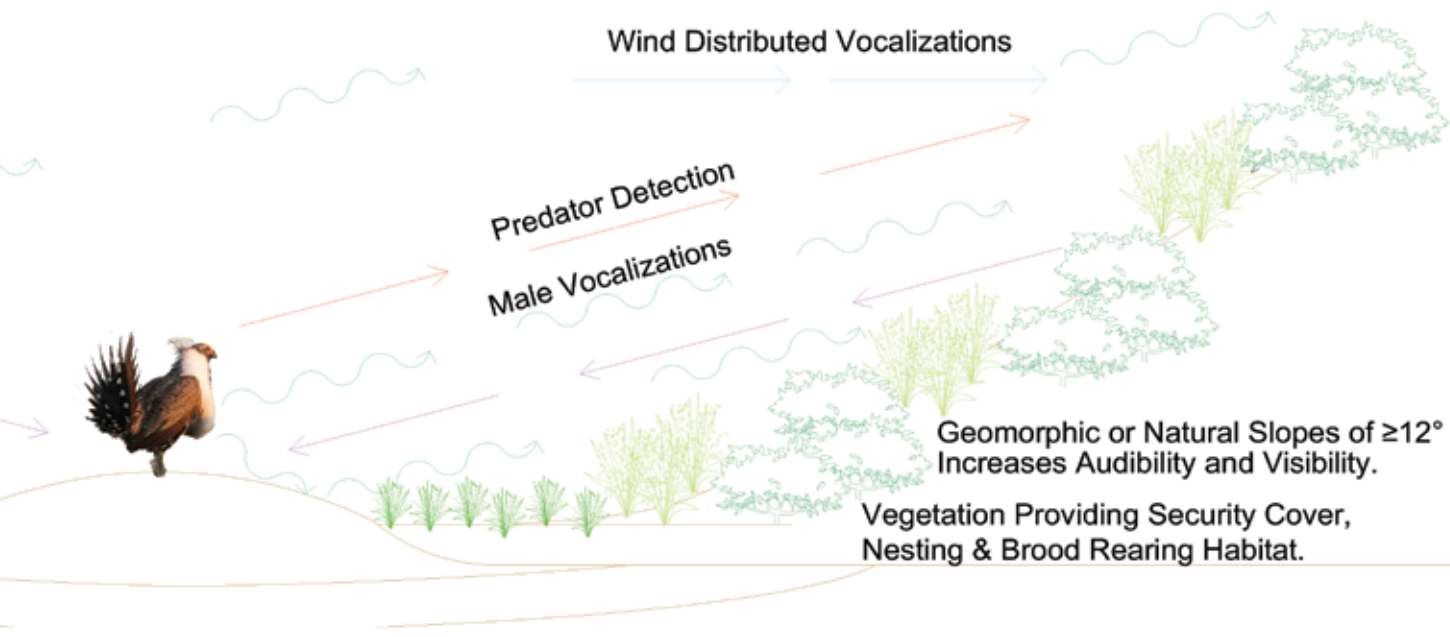 Wind Distributed Vocalizations
Predator Detection
Male Vocalizations
Geomorphic or Natural Slopes of ≥12°
Increases Audibility and Visibility.
Vegetation Providing Security Cover,
Nesting & Brood Rearing Habitat.